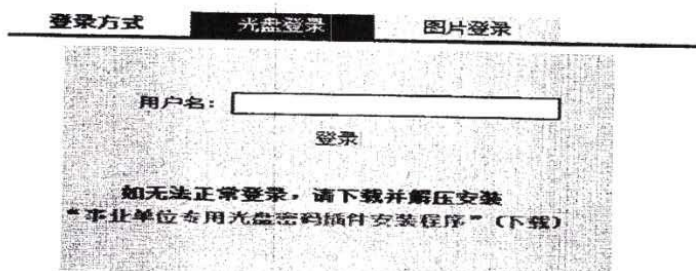 登录方式 光盘登录 图片登录
用户名：
登录
如无法正常登录，请下载并解压安装
“事业单位专用光盘密码插件安装程序”（下载）